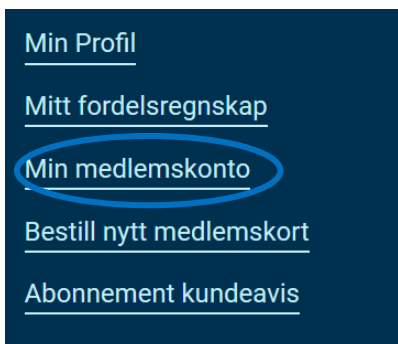 Min Profil
Mitt fordelsregnskap
Min medlemskonto
Bestill nytt medlemskort
Abonnement kundeavis